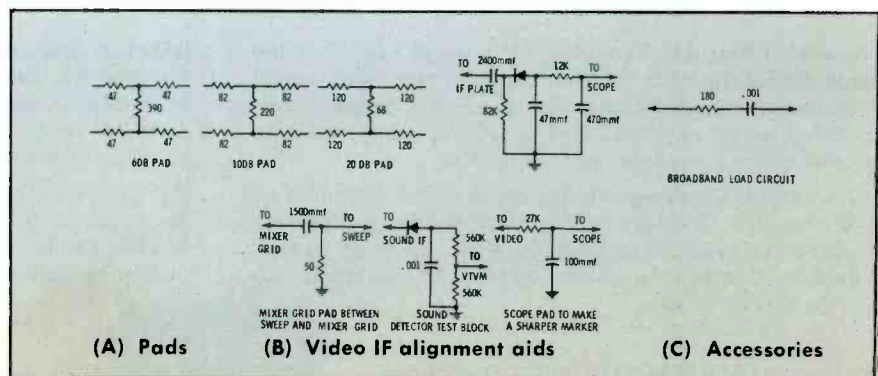 47 47
390
47 47
6DB PAD
82 82
220
82 82
10DB PAD
120 120
68
120 120
20 DB PAD
2400mmf
TO
IF PLATE
82K
47mmf
12K
TO
SCOPE
470mmf
180
.001
BROADBAND LOAD CIRCUIT
1500mmf
TO
MIXER
GRID
TO
SWEEP
50
MIXER GRID PAD BETWEEN
SWEEP AND MIXER GRID
TO
SOUND IF
.001
560K
TO
VTVM
560K
SOUND
DETECTOR TEST BLOCK
TO
VIDEO
27K
TO
SCOPE
100mmf
SCOPE PAD TO MAKE
A SHARPER MARKER
(A) Pads
(B) Video IF alignment aids
(C) Accessories